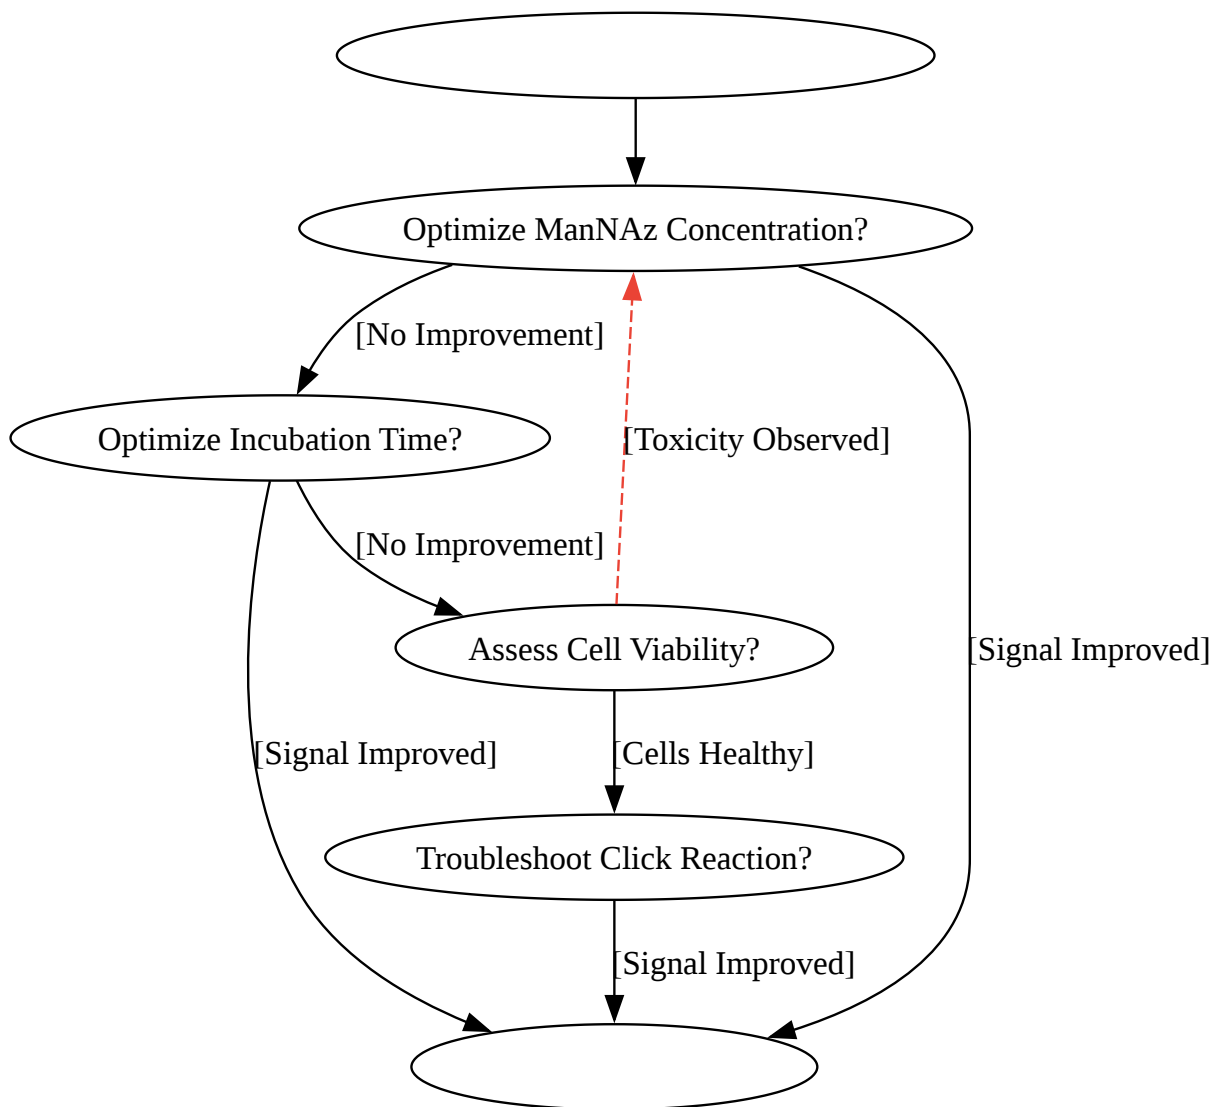 Optimize ManNAz Concentration?
[No Improvement]
Optimize Incubation Time?
[Toxicity Observed]
[No Improvement]
Assess Cell Viability?
[Signal Improved]
[Signal Improved]
[Cells Healthy]
Troubleshoot Click Reaction?
[Signal Improved]